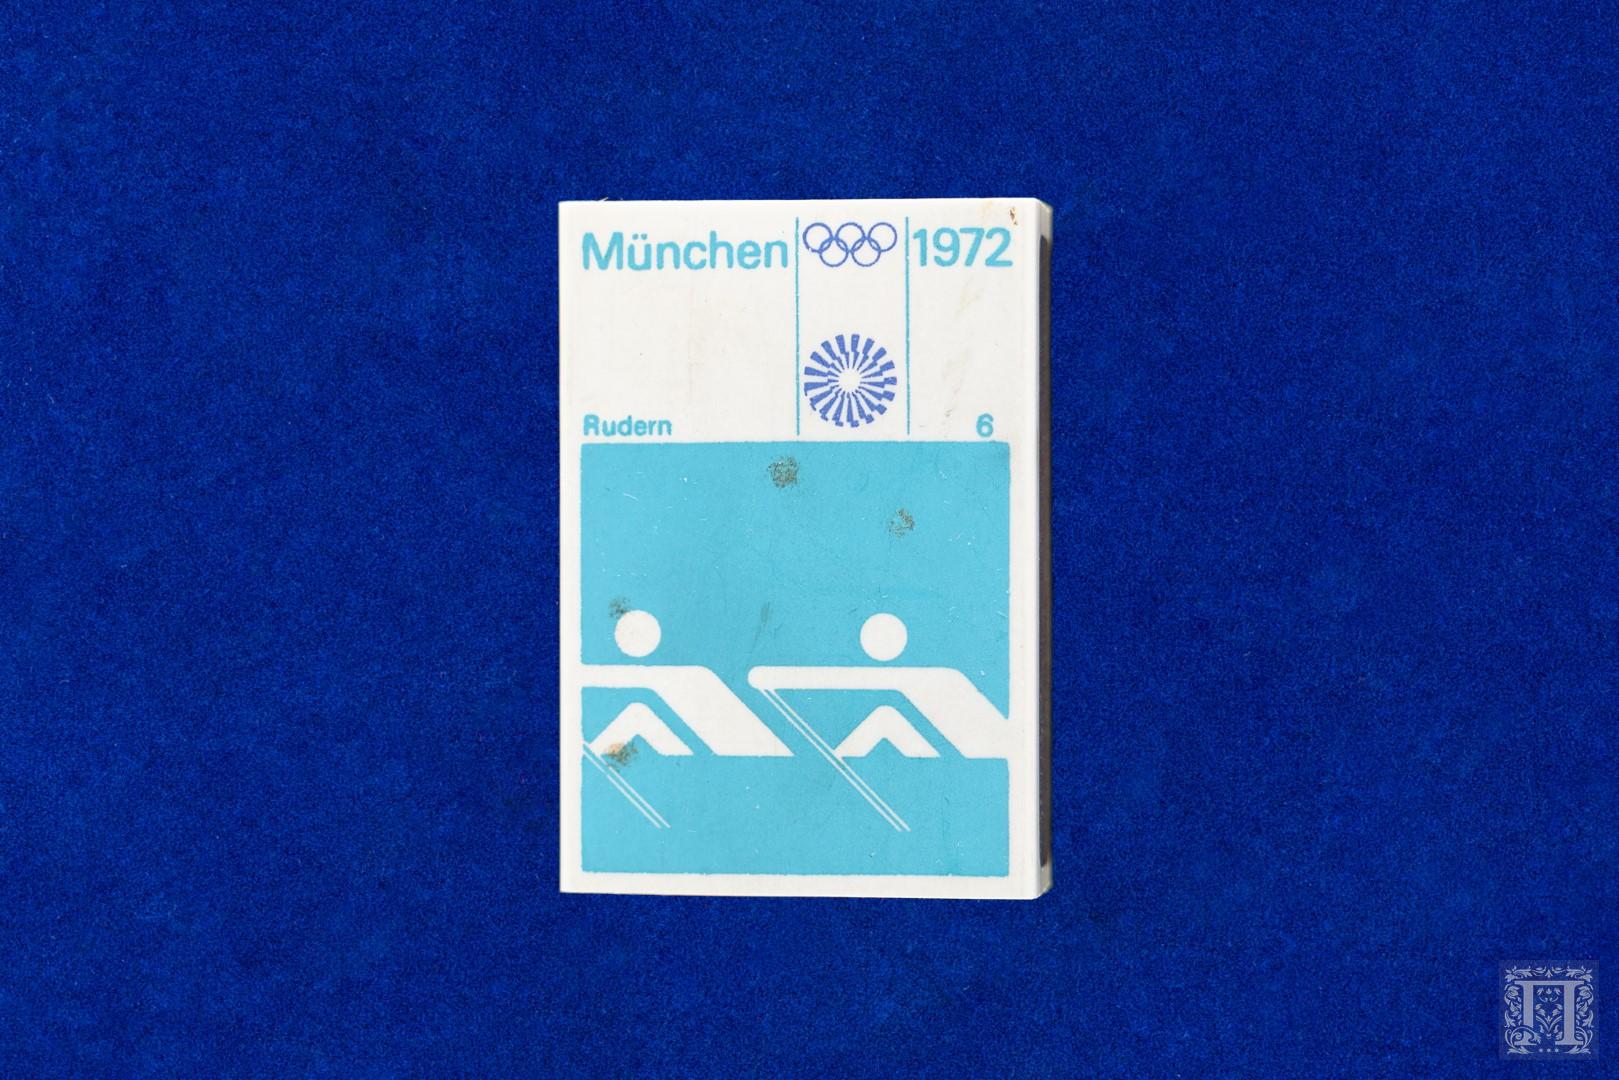 München 1972
Rudern 6
П